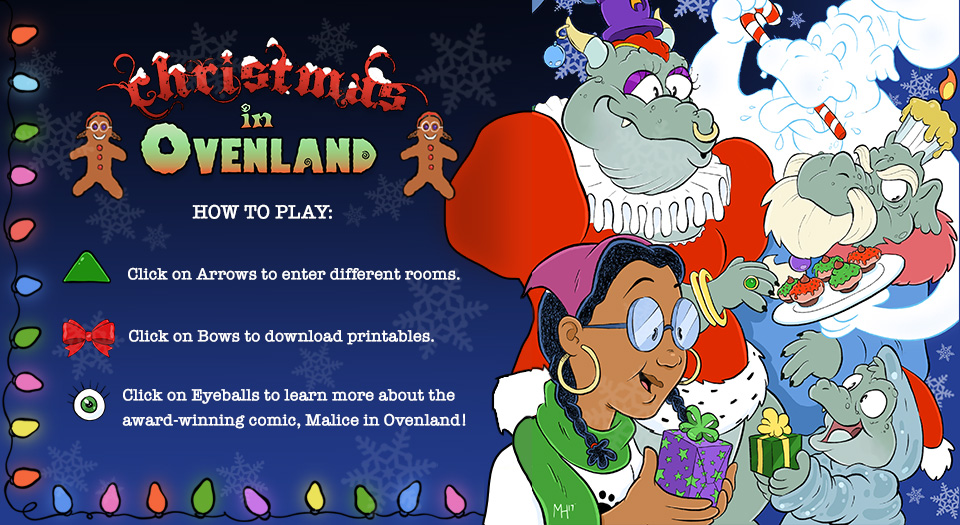 Christmas
in
OVENLAND
HOW TO PLAY:
Click on Arrows to enter different rooms.
Click on Bows to download printables.
Click on Eyeballs to learn more about the
award-winning comic, Malice in Ovenland!
MH17